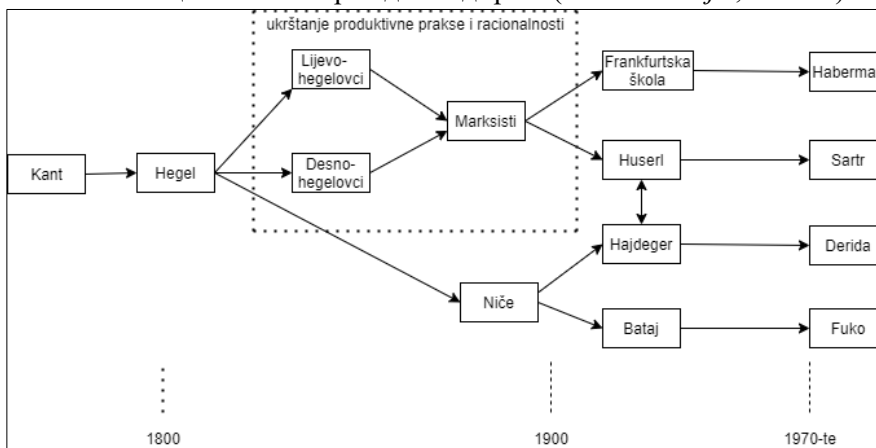 ukrštanje produktivne prakse i racionalnosti
Lijevo-
hegelovci
Frankfurtska
škola
Haberma
Marksisti
Kant
Hegel
Desno-
hegelovci
Huserl
Sartr
Hajdeger
Derida
Niče
Bataj
Fuko
1800
1900
1970-te